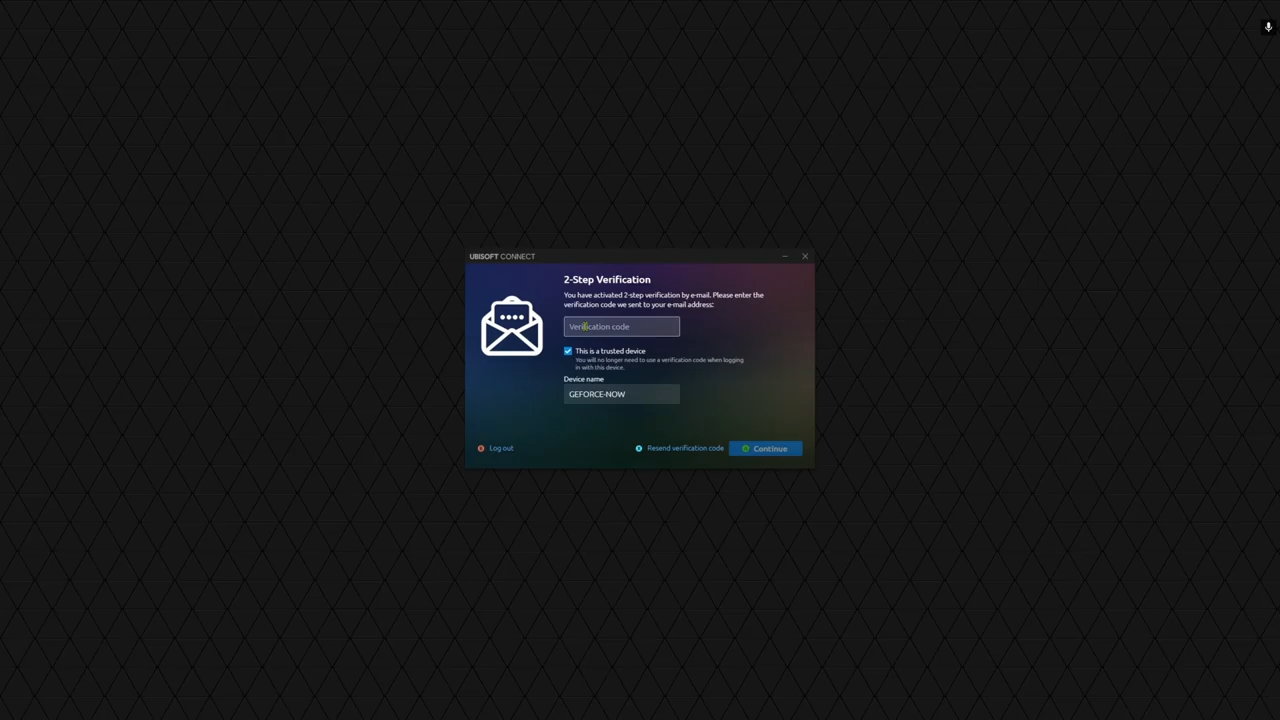 UBISOFT CONNECT
2-Step Verification
You have activated 2-step verification by e-mail. Please enter the
verification code we sent to your e-mail address:
Verification code
This is a trusted device
You will no longer need to use a verification code when logging
in with this device.
Device name
GEFORCE-NOW
Log out
Resend verification code
Continue